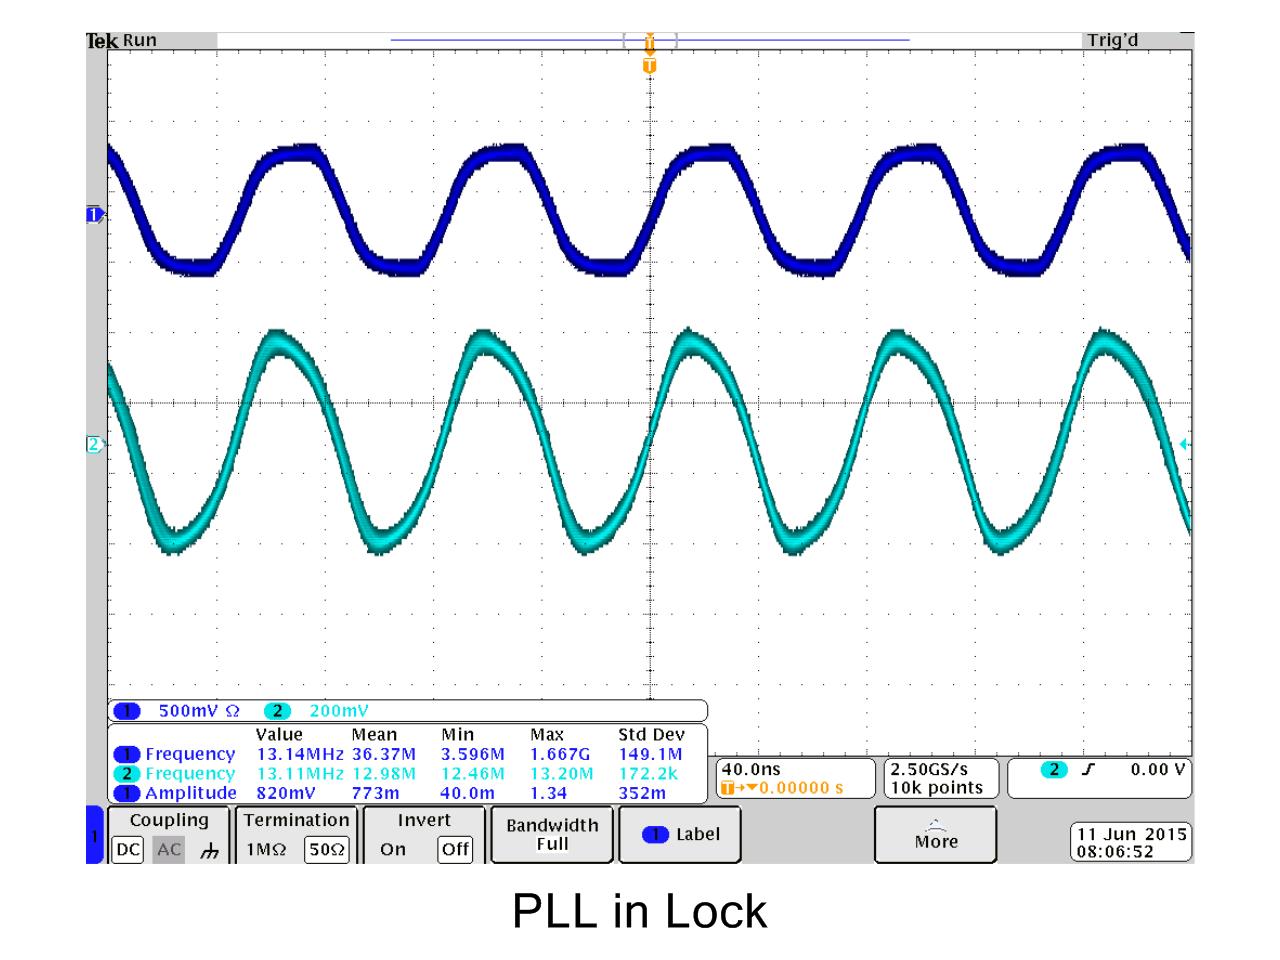 Tek Run Trig'd
T
T
1
2
1 500mV Ω 2 200mV
Value Mean Min Max Std Dev
1 Frequency 13.14MHz 36.37M 3.596M 1.667G 149.1M
2 Frequency 13.11MHz 12.98M 12.46M 13.20M 172.2k
1 Amplitude 820mV 773m 40.0m 1.34 352m
40.0ns
T→▼0.00000 s
2.50GS/s
10k points
2 0.00 V
1
Coupling
DC AC
Termination
1MΩ 50Ω
Invert
On Off
Bandwidth
Full
1 Label
More
11 Jun 2015
08:06:52
PLL in Lock